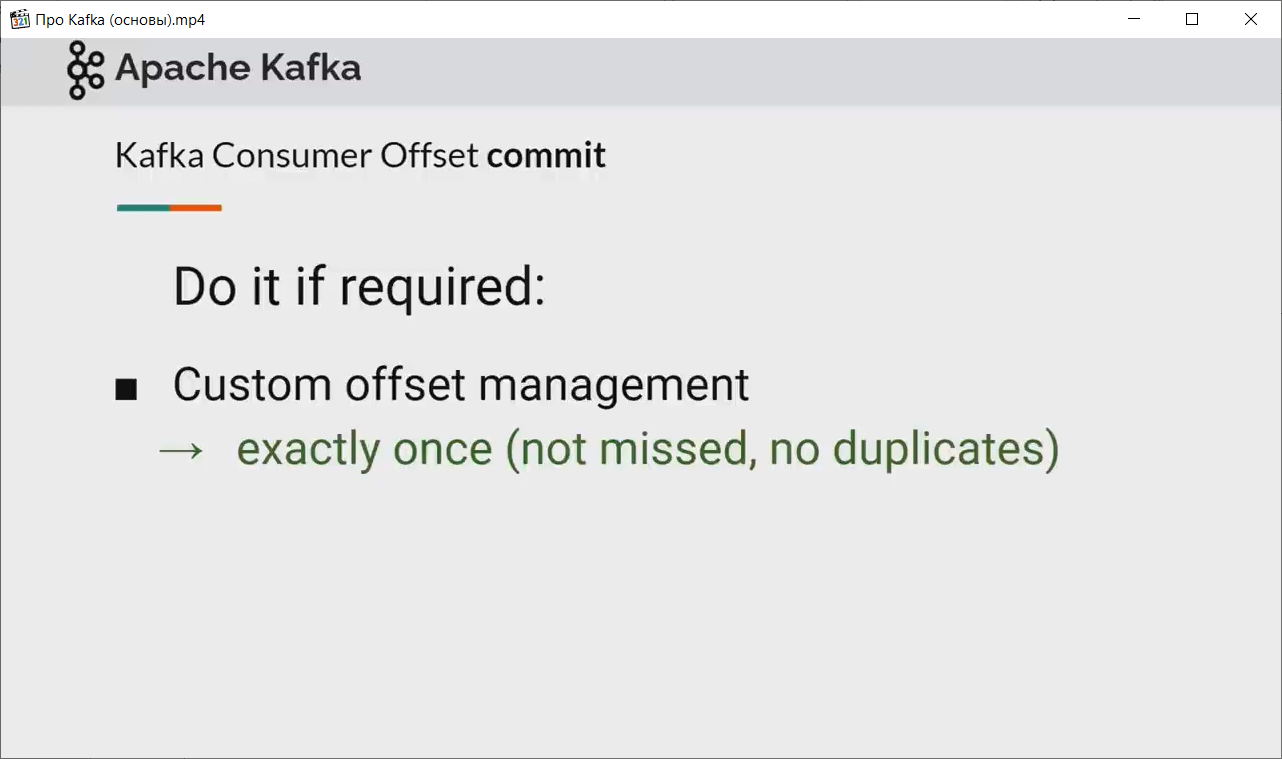 Про Kafka (основы).mp4
Apache Kafka
Kafka Consumer Offset commit
Do it if required:
■ Custom offset management
→ exactly once (not missed, no duplicates)